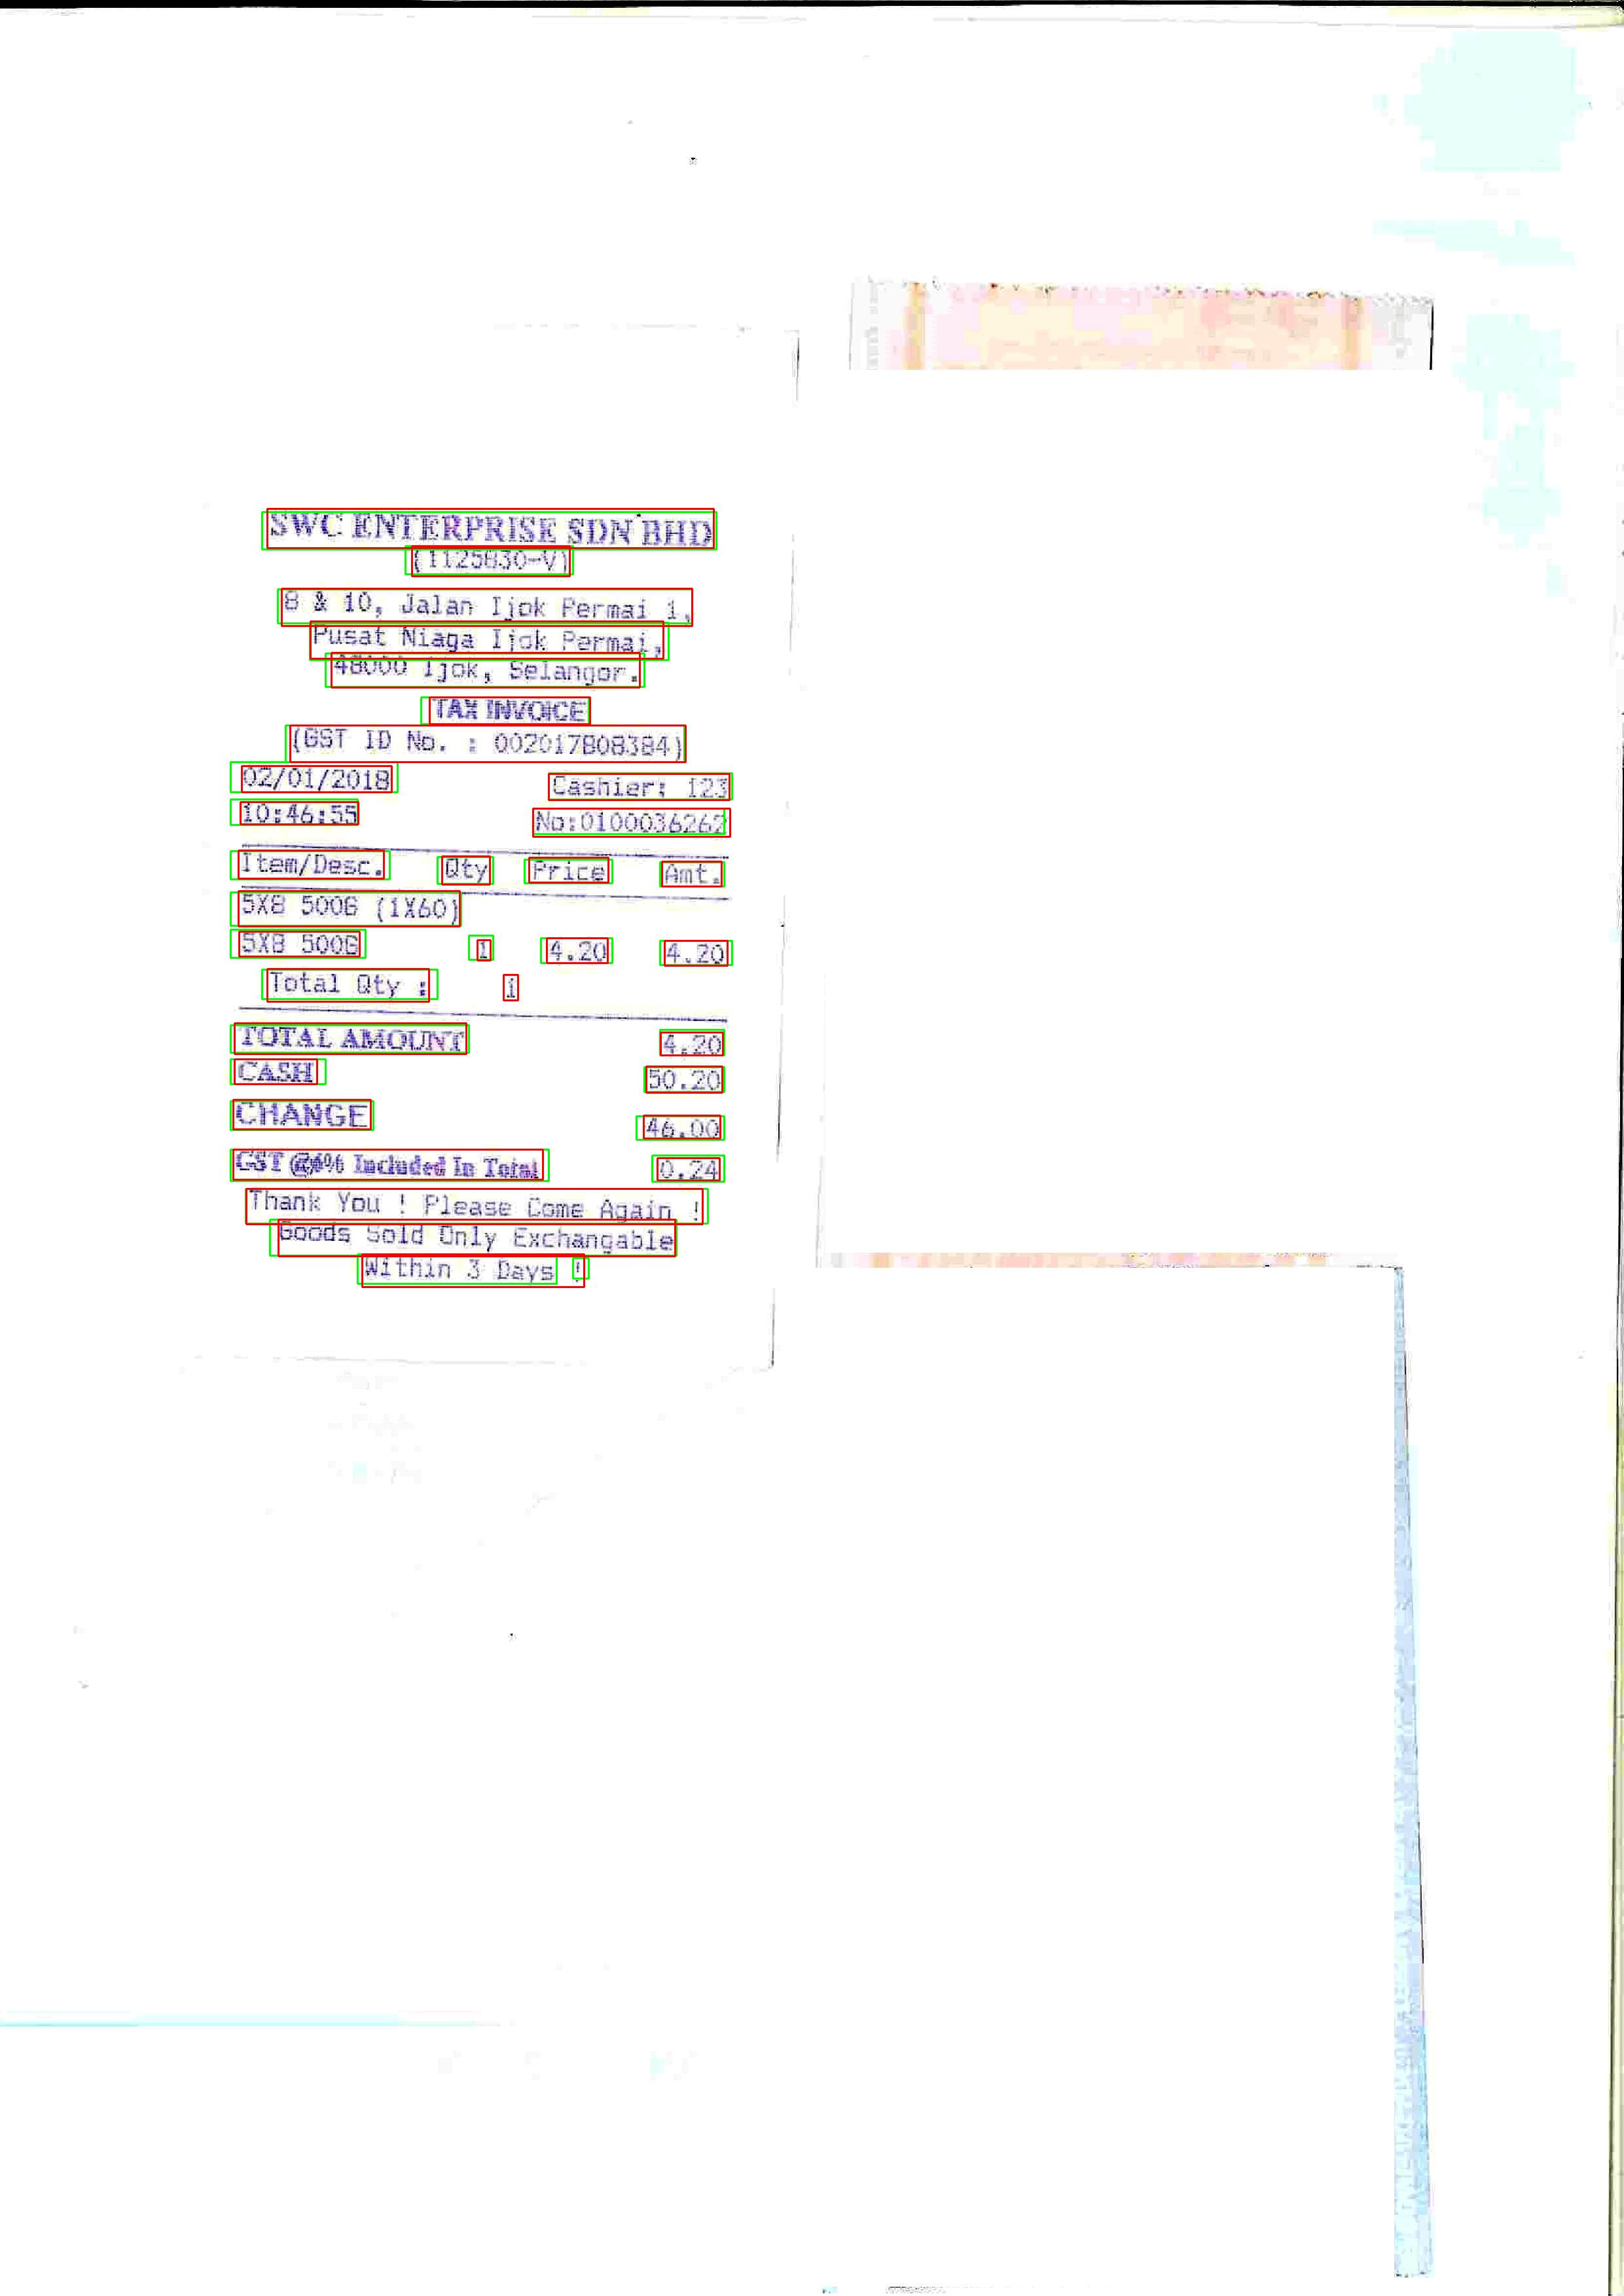 SWC ENTERPRISE SDN BHD
(1125830-V)
8 & 10, Jalan Ijok Permai 1,
Pusat Niaga Ijok Permai,
48000 Ijok, Selangor.
TAX INVOICE
(GST ID No. : 002017808384)
02/01/2018 Cashier: 123
10:46:55 No:0100036262
Item/Desc. Qty Price Amt.
5XB 500G (1X60)
5XB 500G 1 4.20 4.20
Total Qty : 1
TOTAL AMOUNT 4.20
CASH 50.20
CHANGE 46.00
GST @6% Included In Total 0.24
Thank You ! Please Come Again !
Goods Sold Only Exchangable
Within 3 Days !